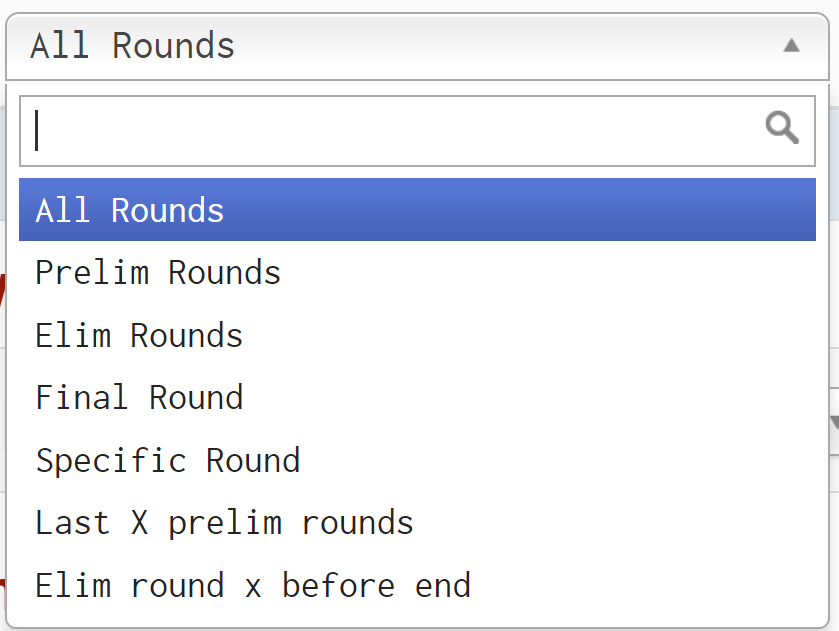 All Rounds
All Rounds
Prelim Rounds
Elim Rounds
Final Round
Specific Round
Last X prelim rounds
Elim round x before end